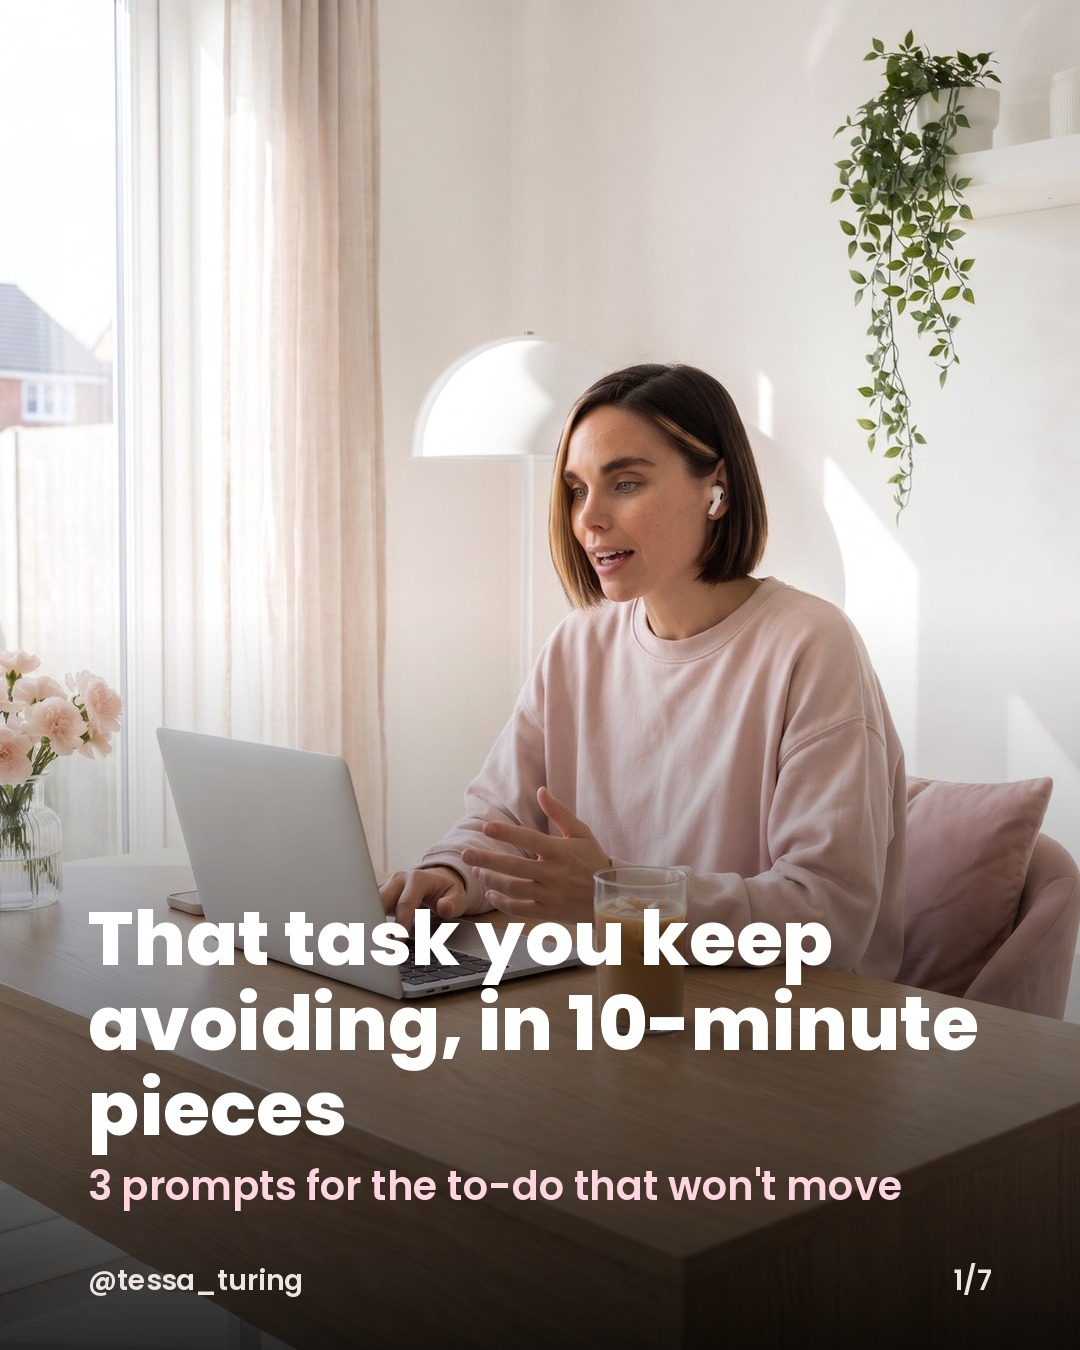 That task you keep
avoiding, in 10-minute
pieces
3 prompts for the to-do that won't move
@tessa_turing
1/7